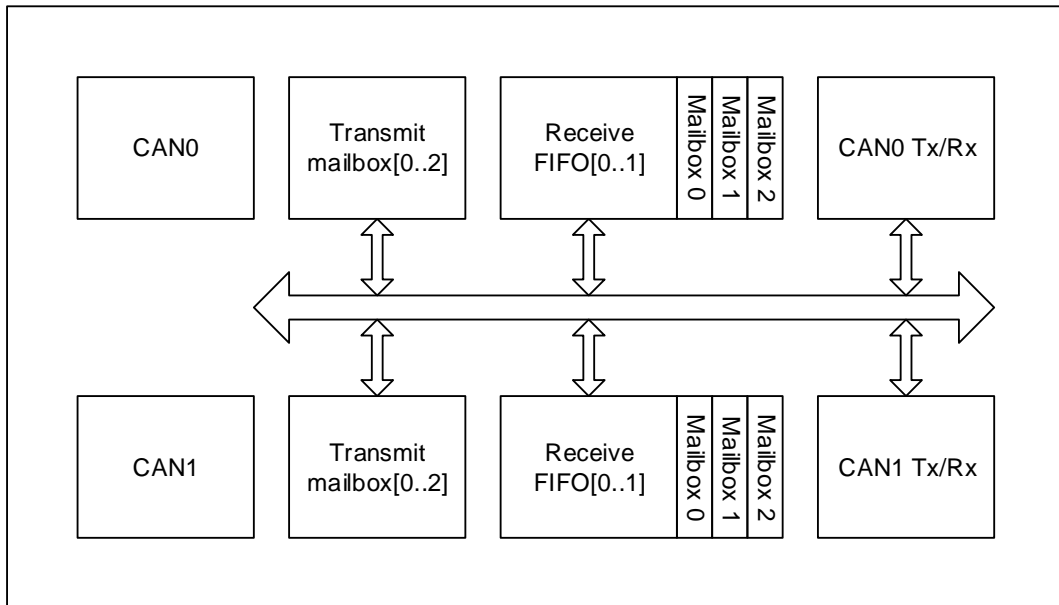 CAN0
Transmit
mailbox[0..2]
Receive
FIFO[0..1]
Mailbox 0
Mailbox 1
Mailbox 2
CAN0 Tx/Rx
CAN1
Transmit
mailbox[0..2]
Receive
FIFO[0..1]
Mailbox 0
Mailbox 1
Mailbox 2
CAN1 Tx/Rx